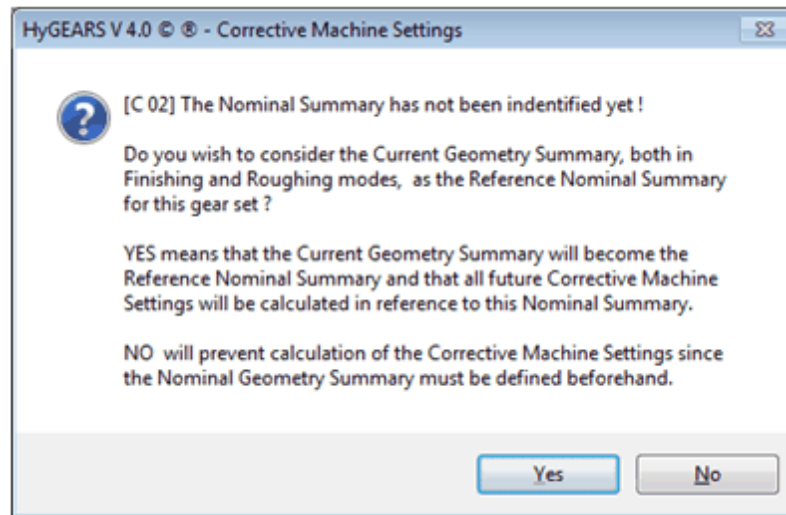 HyGEARS V 4.0 © ® - Corrective Machine Settings
[C 02] The Nominal Summary has not been indentified yet !
Do you wish to consider the Current Geometry Summary, both in
Finishing and Roughing modes,  as the Reference Nominal Summary
for this gear set ?
YES means that the Current Geometry Summary will become the
Reference Nominal Summary and that all future Corrective Machine
Settings will be calculated in reference to this Nominal Summary.
NO  will prevent calculation of the Corrective Machine Settings since
the Nominal Geometry Summary must be defined beforehand.
Yes
No